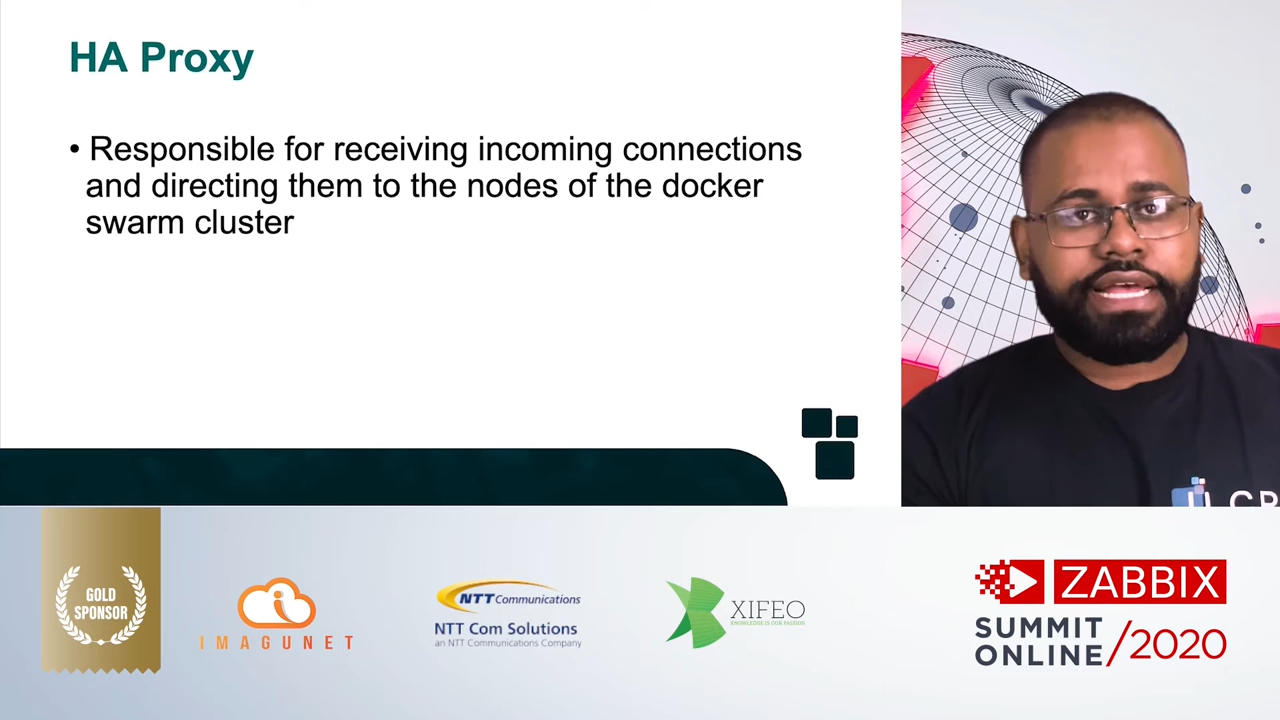 HA Proxy
• Responsible for receiving incoming connections
and directing them to the nodes of the docker
swarm cluster
GOLD
SPONSOR
IMAGUNET
NTT Communications
NTT Com Solutions
an NTT Communications Company
XIFEO
KNOWLEDGE IS OUR PASSION
ZABBIX
SUMMIT
ONLINE/2020